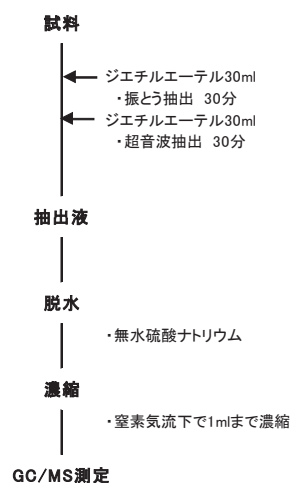 試料
ジエチルエーテル30ml
・振とう抽出 30分
ジエチルエーテル30ml
・超音波抽出 30分
抽出液
脱水
・無水硫酸ナトリウム
濃縮
・窒素気流下で1mlまで濃縮
GC/MS測定